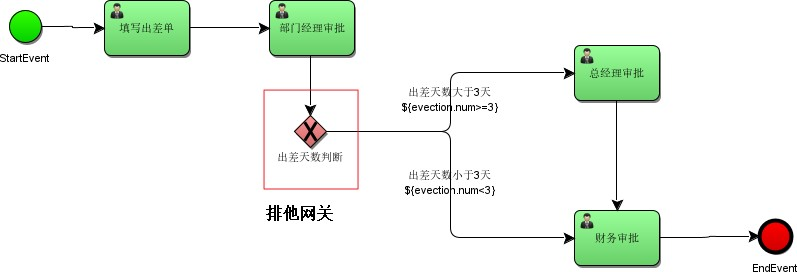 StartEvent
填写出差单
部门经理审批
出差天数判断
排他网关
出差天数大于3天
${evection.num>=3}
出差天数小于3天
${evection.num<3}
总经理审批
财务审批
EndEvent